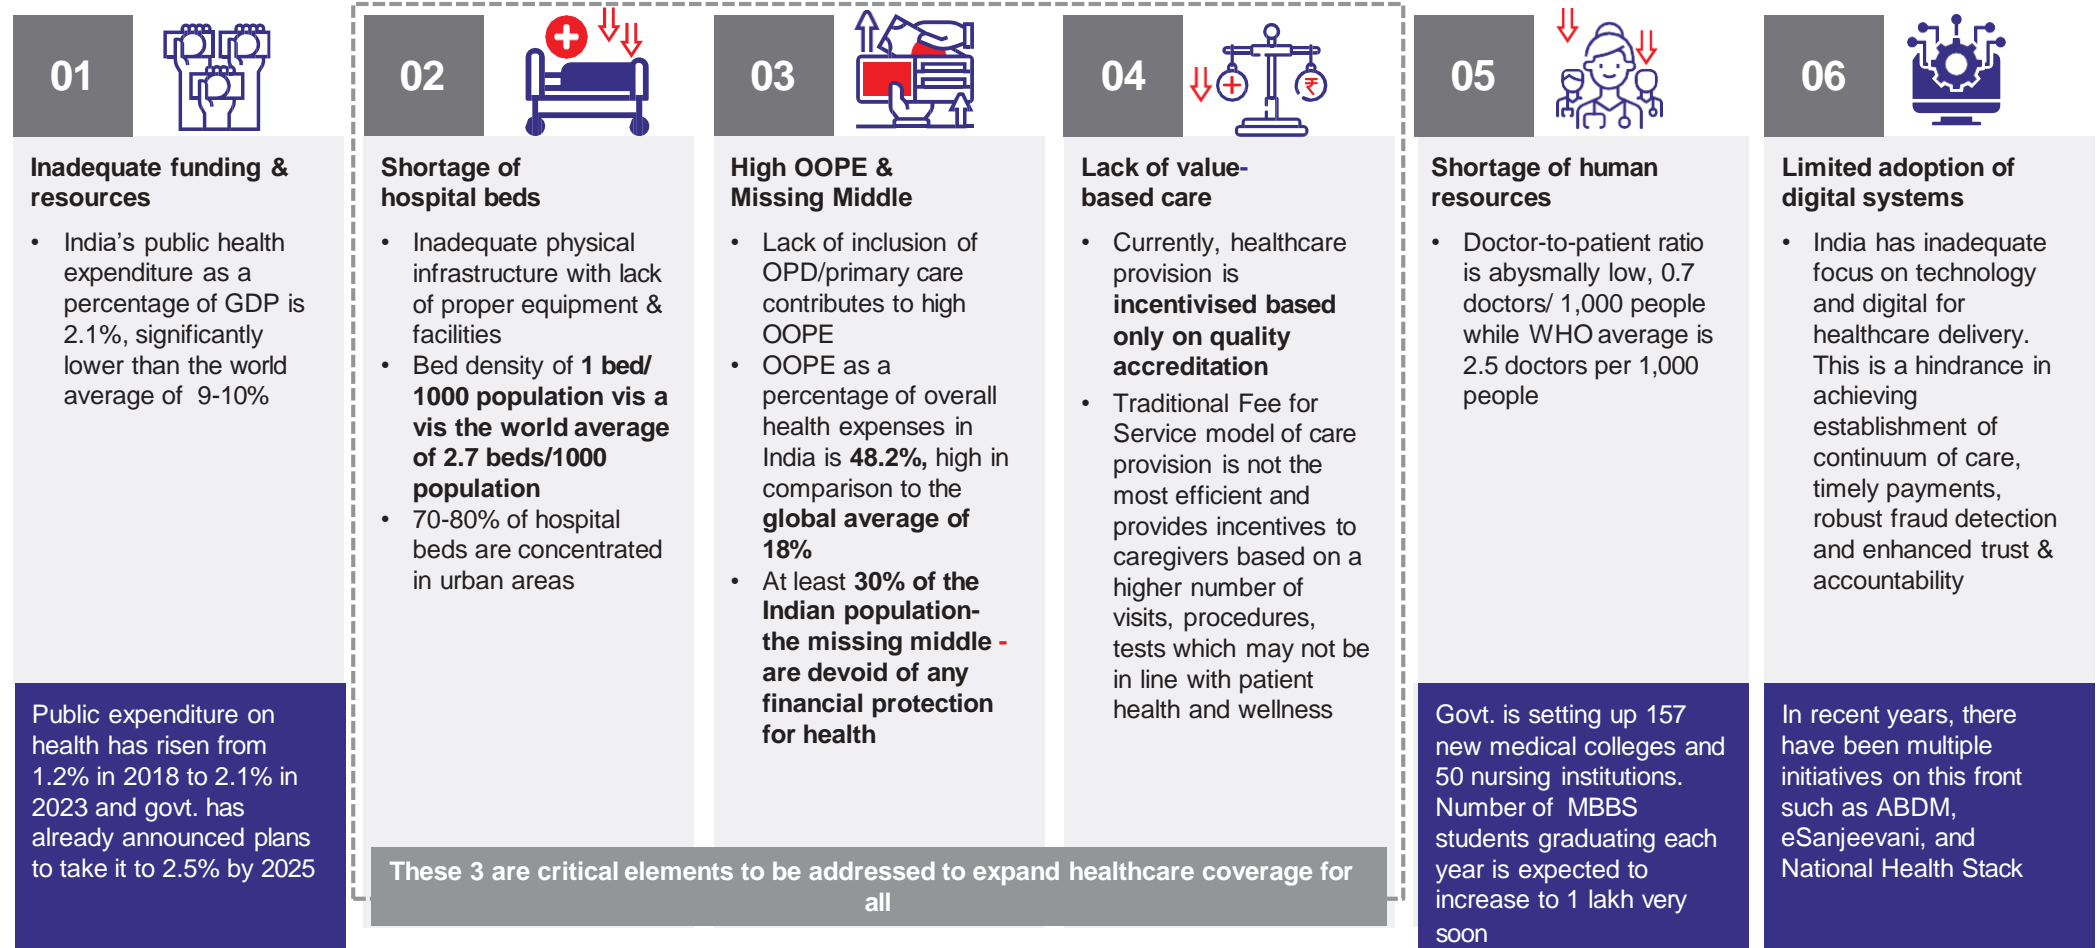 01
Inadequate funding &
resources
• India's public health
expenditure as a
percentage of GDP is
2.1%, significantly
lower than the world
average of 9-10%
Public expenditure on
health has risen from
1.2% in 2018 to 2.1% in
2023 and govt. has
already announced plans
to take it to 2.5% by 2025
02
Shortage of
hospital beds
• Inadequate physical
infrastructure with lack
of proper equipment &
facilities
• Bed density of 1 bed/
1000 population vis a
vis the world average
of 2.7 beds/1000
population
• 70-80% of hospital
beds are concentrated
in urban areas
03
High OOPE &
Missing Middle
• Lack of inclusion of
OPD/primary care
contributes to high
OOPE
• OOPE as a
percentage of overall
health expenses in
India is 48.2%, high in
comparison to the
global average of
18%
• At least 30% of the
Indian population-
the missing middle -
are devoid of any
financial protection
for health
04
₹
Lack of value-
based care
• Currently, healthcare
provision is
incentivised based
only on quality
accreditation
• Traditional Fee for
Service model of care
provision is not the
most efficient and
provides incentives to
caregivers based on a
higher number of
visits, procedures,
tests which may not be
in line with patient
health and wellness
These 3 are critical elements to be addressed to expand healthcare coverage for
all
05
Shortage of human
resources
• Doctor-to-patient ratio
is abysmally low, 0.7
doctors/ 1,000 people
while WHO average is
2.5 doctors per 1,000
people
Govt. is setting up 157
new medical colleges and
50 nursing institutions.
Number of MBBS
students graduating each
year is expected to
increase to 1 lakh very
soon
06
Limited adoption of
digital systems
• India has inadequate
focus on technology
and digital for
healthcare delivery.
This is a hindrance in
achieving
establishment of
continuum of care,
timely payments,
robust fraud detection
and enhanced trust &
accountability
In recent years, there
have been multiple
initiatives on this front
such as ABDM,
eSanjeevani, and
National Health Stack